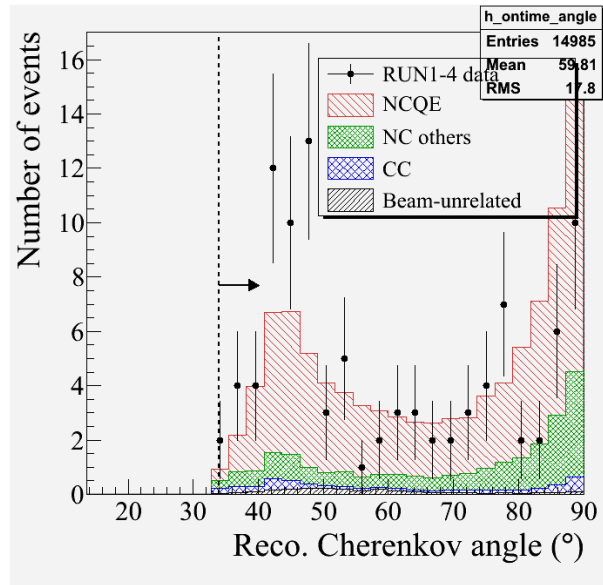 h_ontime_angle
Entries 14985
Mean 59.81
RMS 17.8
RUN1-4 data
NCQE
NC others
CC
Beam-unrelated
Number of events
16
14
12
10
8
6
4
2
0
20 30 40 50 60 70 80 90
Reco. Cherenkov angle (°)